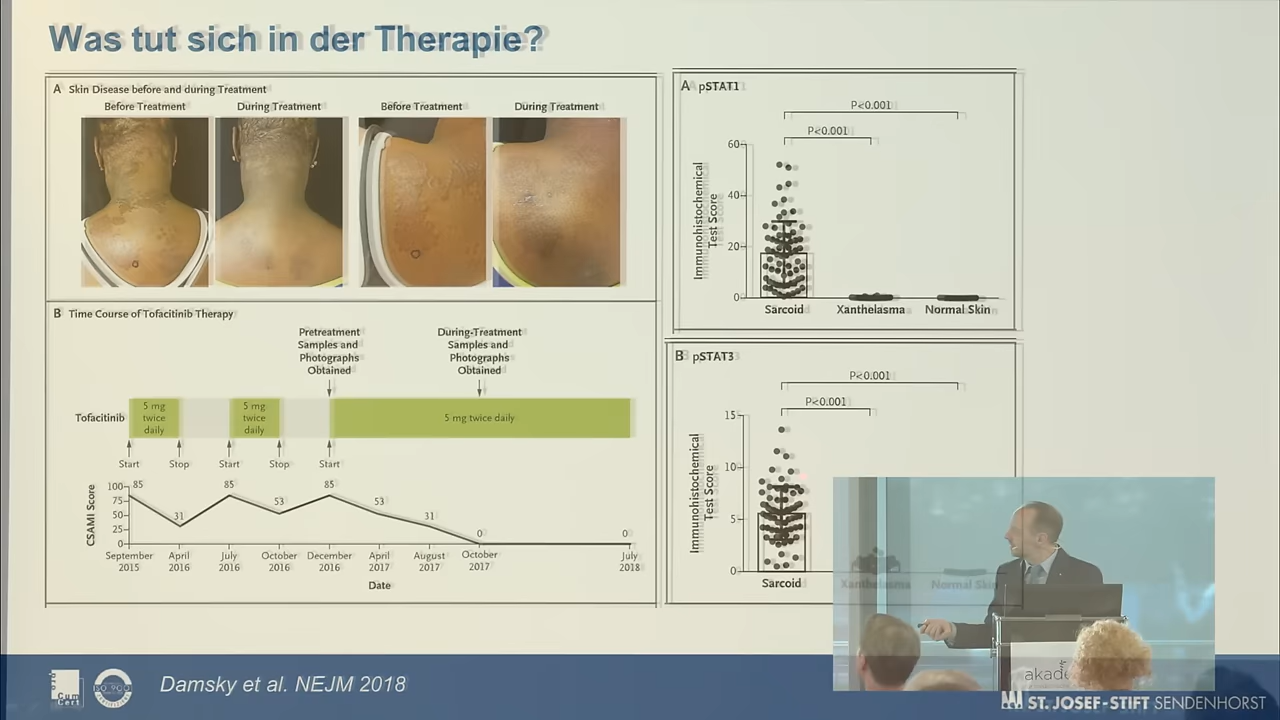 Was tut sich in der Therapie?
A Skin Disease before and during Treatment
Before Treatment
During Treatment
Before Treatment
During Treatment
B Time Course of Tofacitinib Therapy
Pretreatment
Samples and
Photographs
Obtained
During-Treatment
Samples and
Photographs
Obtained
Tofacitinib
5 mg
twice
daily
5 mg
twice
daily
5 mg twice daily
Start
Stop
Start
Stop
Start
CSAMI Score
100
75
50
25
0
85
31
85
53
85
53
31
0
0
September
2015
April
2016
July
2016
October
2016
December
2016
April
2017
August
2017
October
2017
July
2018
Date
A pSTAT1
P<0.001
P<0.001
Immunohistochemical
Test Score
60
40
20
0
Sarcoid
Xanthelasma
Normal Skin
B pSTAT3
P<0.001
P<0.001
Immunohistochemical
Test Score
15
10
5
0
Sarcoid
Xanthelasma
Normal Skin
akad
Cum
Cert
ISO 9001
Damsky et al. NEJM 2018
ST. JOSEF-STIFT SENDENHORST